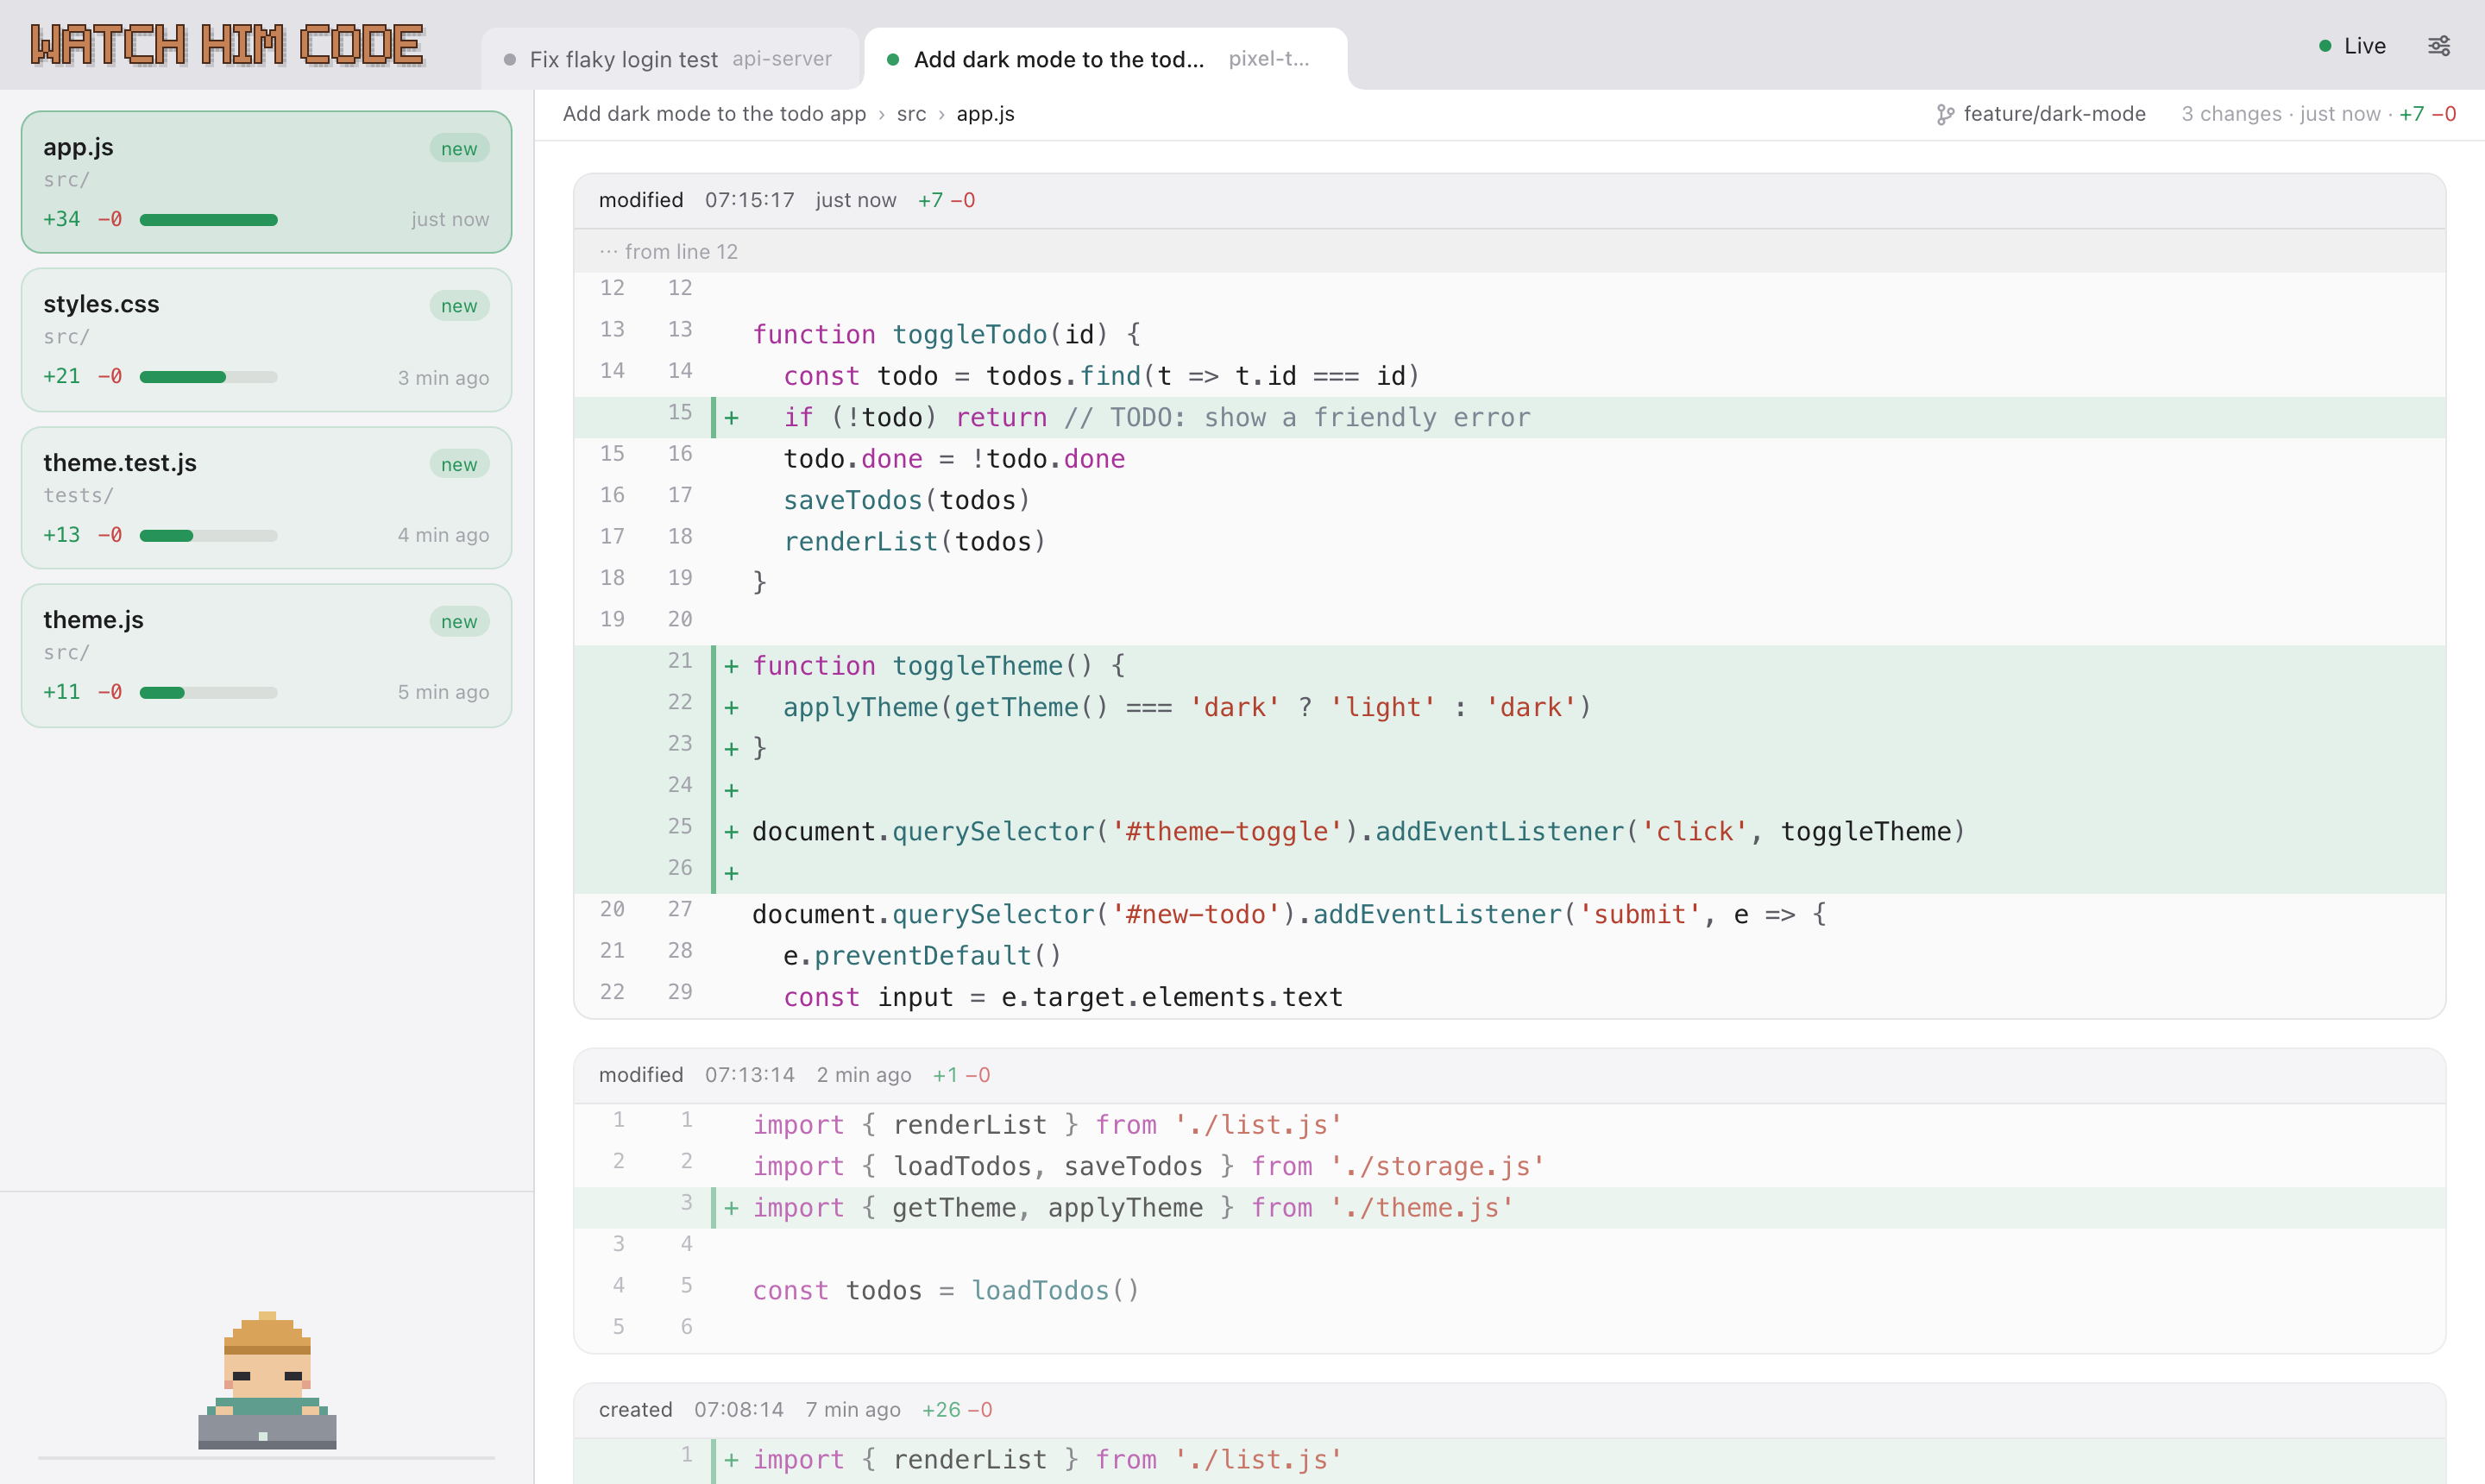 WATCH HIM CODE
Fix flaky login test api-server
Add dark mode to the tod... pixel-t...
Live
app.js new
src/
+34 −0 just now
styles.css new
src/
+21 −0 3 min ago
theme.test.js new
tests/
+13 −0 4 min ago
theme.js new
src/
+11 −0 5 min ago
Add dark mode to the todo app › src › app.js
feature/dark-mode 3 changes · just now · +7 −0
modified 07:15:17 just now +7 −0
··· from line 12
12 12
13 13 function toggleTodo(id) {
14 14 const todo = todos.find(t => t.id === id)
15 + if (!todo) return // TODO: show a friendly error
15 16 todo.done = !todo.done
16 17 saveTodos(todos)
17 18 renderList(todos)
18 19 }
19 20
21 + function toggleTheme() {
22 + applyTheme(getTheme() === 'dark' ? 'light' : 'dark')
23 + }
24 +
25 + document.querySelector('#theme-toggle').addEventListener('click', toggleTheme)
26 +
20 27 document.querySelector('#new-todo').addEventListener('submit', e => {
21 28 e.preventDefault()
22 29 const input = e.target.elements.text
modified 07:13:14 2 min ago +1 −0
1 1 import { renderList } from './list.js'
2 2 import { loadTodos, saveTodos } from './storage.js'
3 + import { getTheme, applyTheme } from './theme.js'
3 4
4 5 const todos = loadTodos()
5 6
created 07:08:14 7 min ago +26 −0
1 + import { renderList } from './list.js'